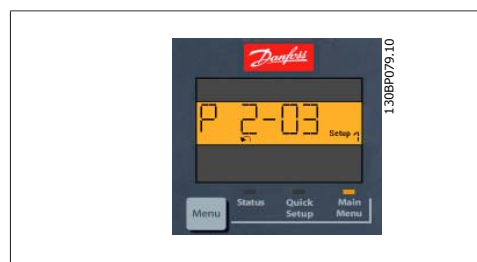 Danfoss
P 2-03
Setup 1
Status
Quick Setup
Main Menu
Menu
130BP079.10